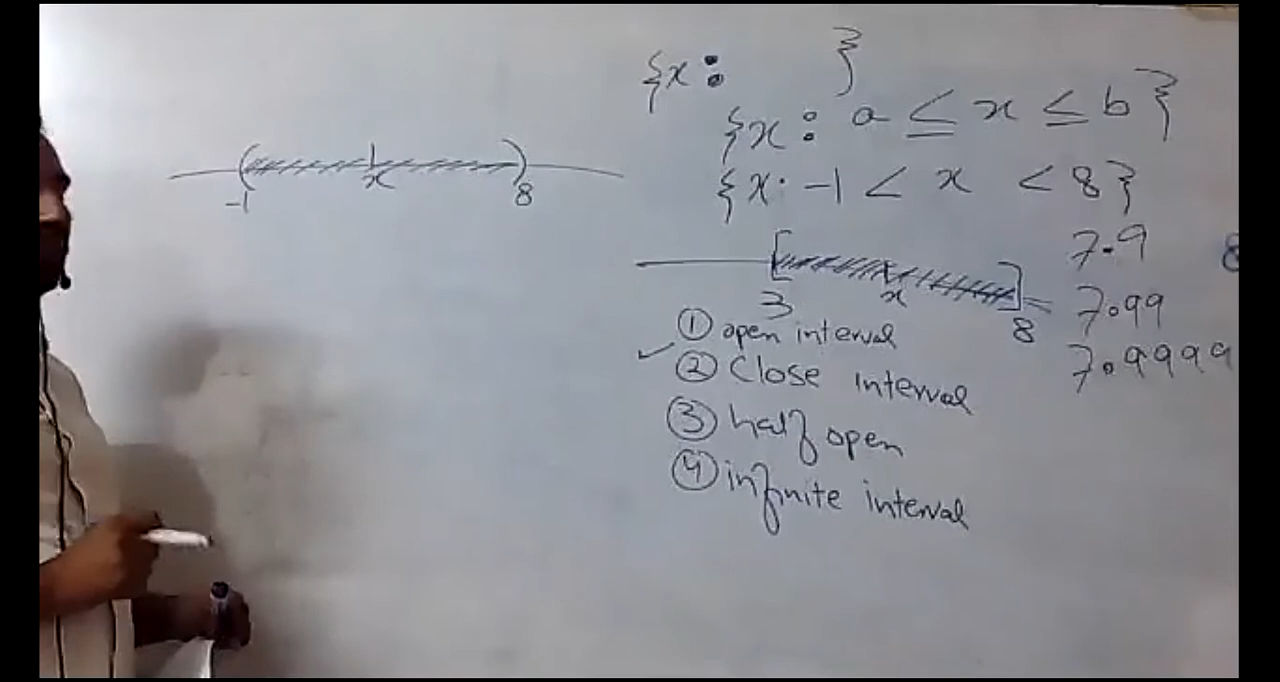 {x : }
{x : a ≤ x ≤ b}
{x : -1 < x < 8}
( x )
-1 8
[ x ]
3 8
7.9 8
7.99
7.9999
① open interval
✓ ② Close interval
③ half open
④ infinite interval